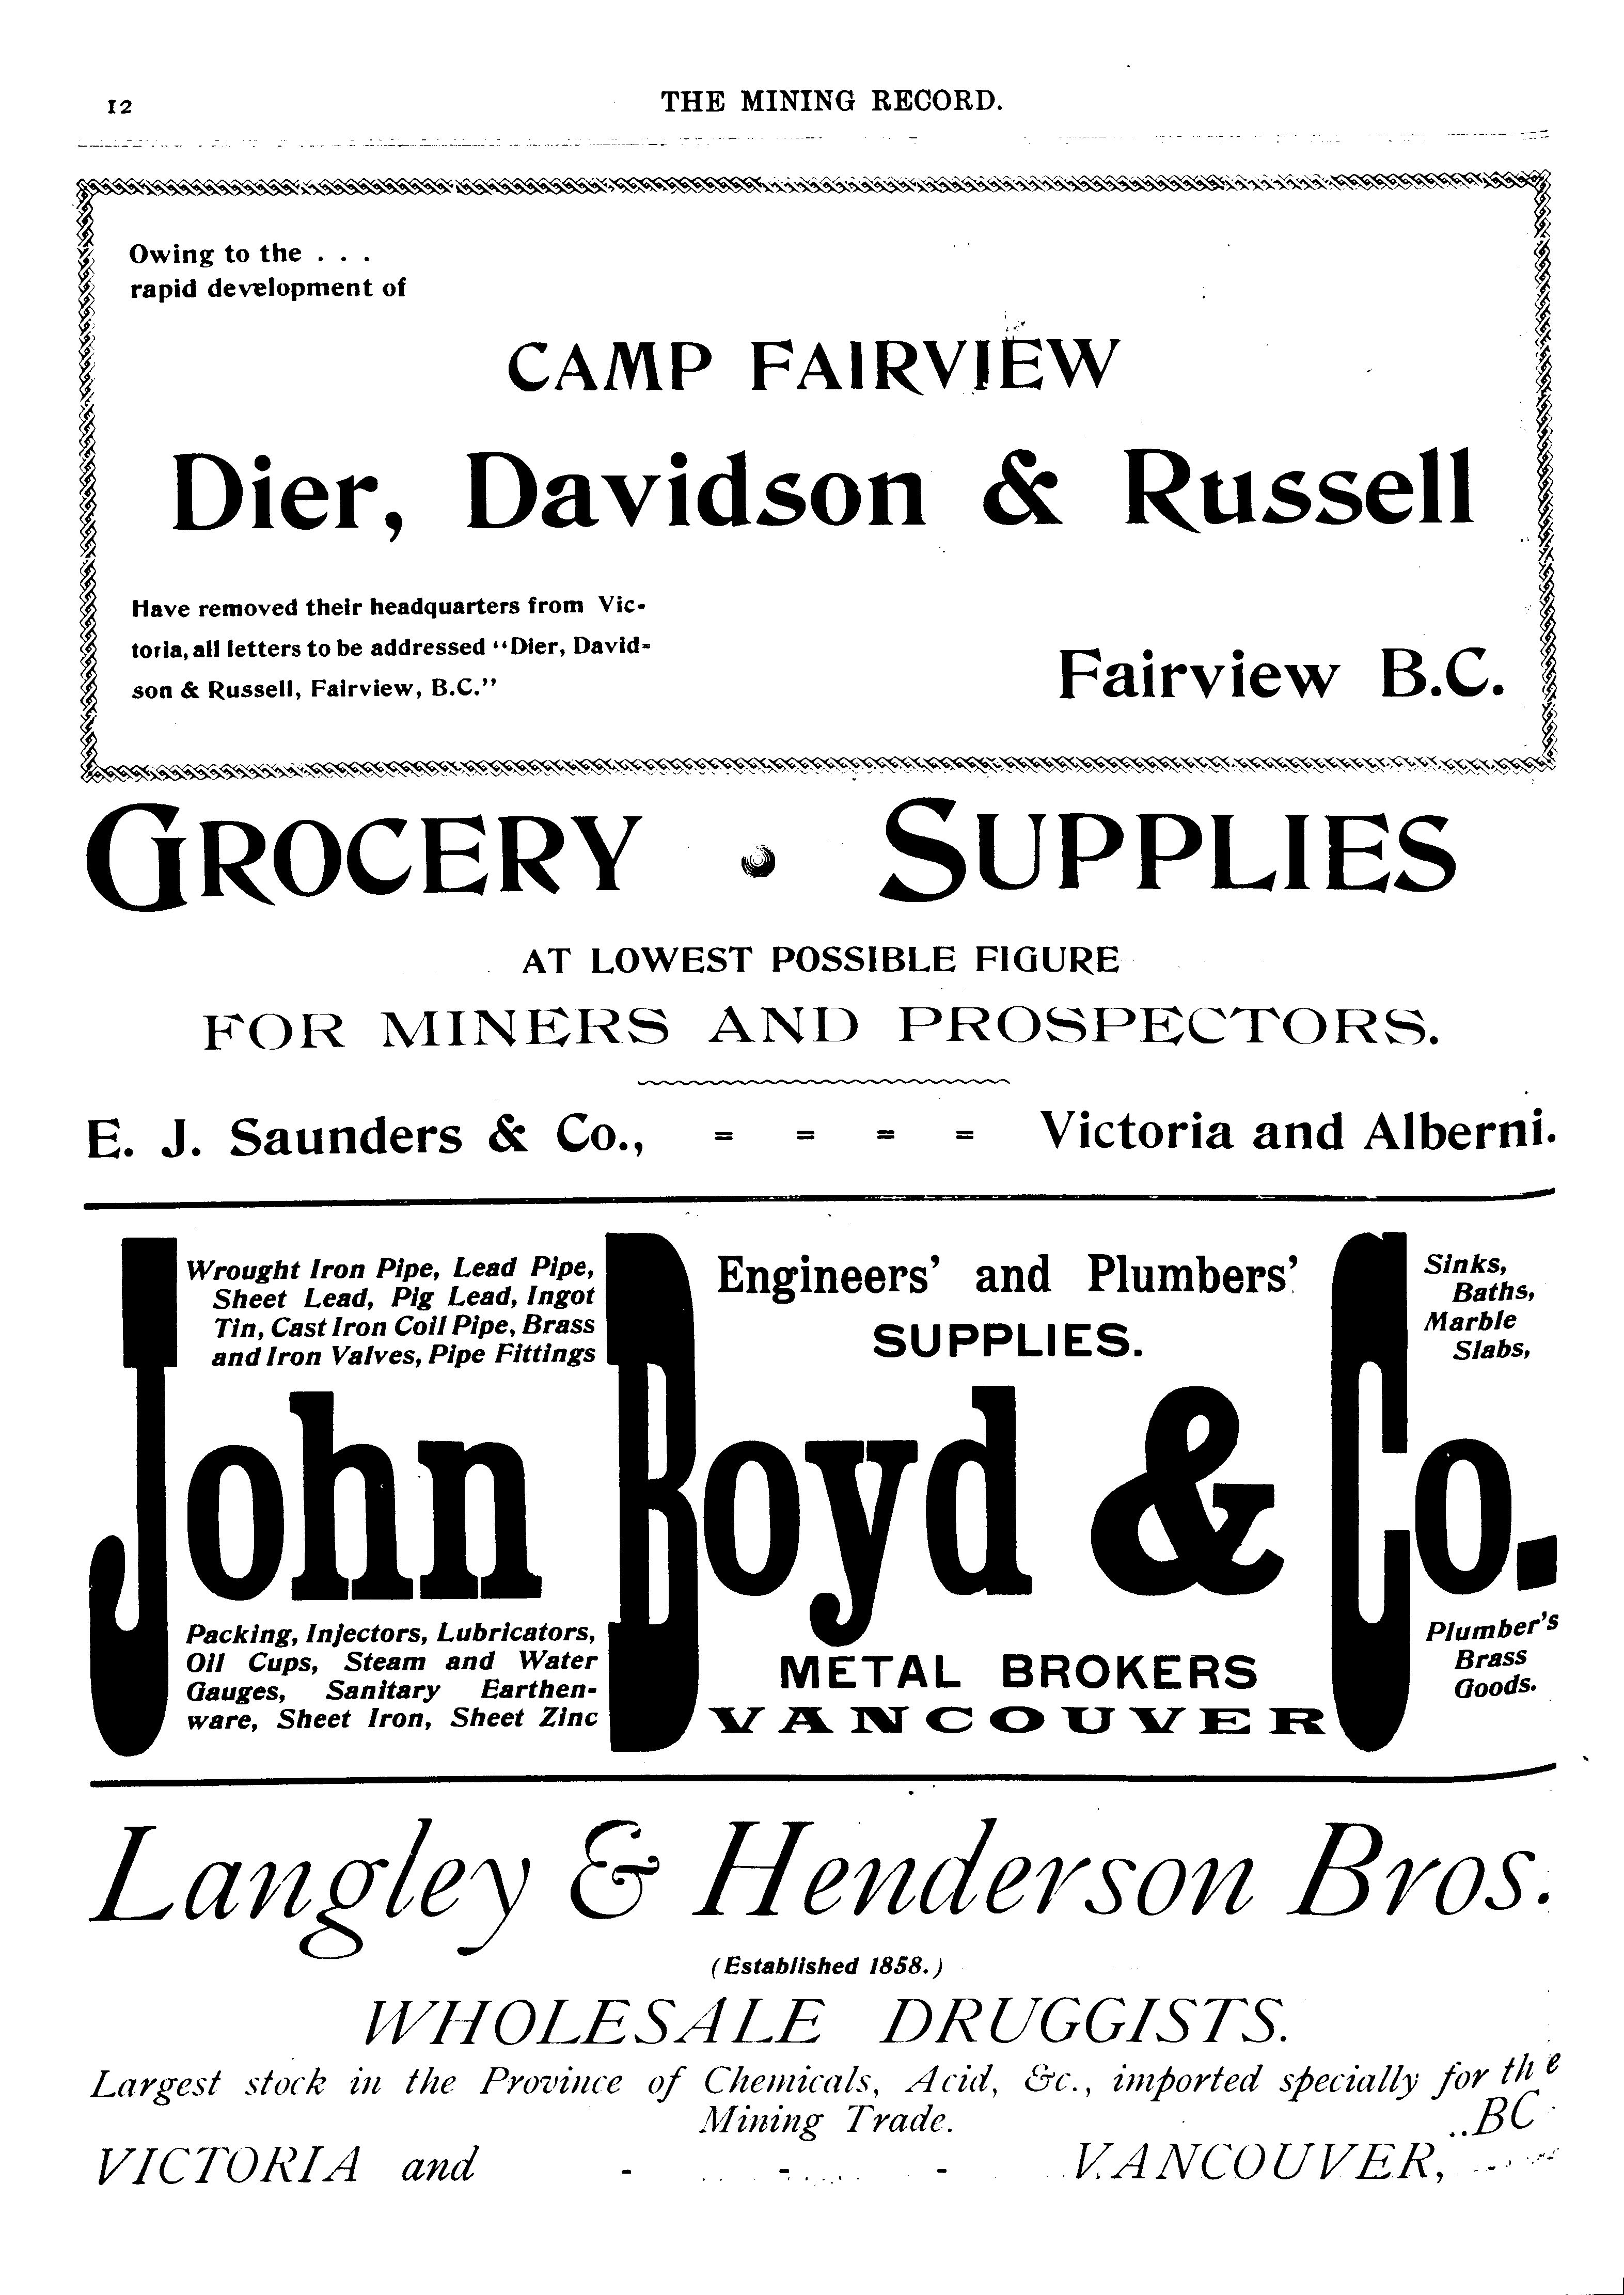 12
THE MINING RECORD.
Owing to the . . .
rapid development of
CAMP FAIRVIEW
Dier, Davidson & Russell
Have removed their headquarters from Vic-
toria, all letters to be addressed "Dier, David-
son & Russell, Fairview, B.C."
Fairview B.C.
GROCERY SUPPLIES
AT LOWEST POSSIBLE FIGURE
FOR MINERS AND PROSPECTORS.
E. J. Saunders & Co., = = = = Victoria and Alberni.
Wrought Iron Pipe, Lead Pipe,
Sheet Lead, Pig Lead, Ingot
Tin, Cast Iron Coil Pipe, Brass
and Iron Valves, Pipe Fittings
Engineers' and Plumbers'
SUPPLIES.
Sinks,
Baths,
Marble
Slabs,
John Boyd & Co.
Packing, Injectors, Lubricators,
Oil Cups, Steam and Water
Gauges, Sanitary Earthen-
ware, Sheet Iron, Sheet Zinc
METAL BROKERS
VANCOUVER
Plumber's
Brass
Goods.
Langley & Henderson Bros.
(Established 1858.)
WHOLESALE DRUGGISTS.
Largest stock in the Province of Chemicals, Acid, &c., imported specially for the
Mining Trade.
VICTORIA and - - - VANCOUVER, ..BC